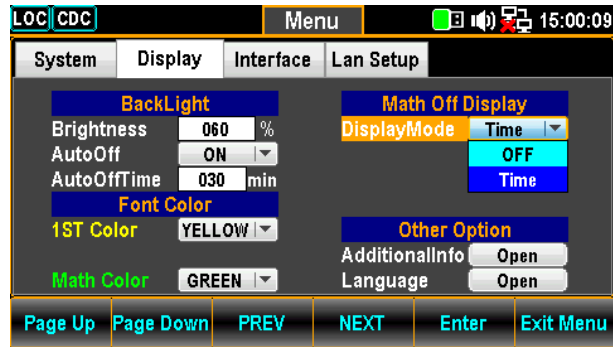 LOC CDC Menu 15:00:09
System Display Interface Lan Setup
BackLight
Brightness 060 %
AutoOff ON
AutoOffTime 030 min
Font Color
1ST Color YELLOW
Math Color GREEN
Math Off Display
DisplayMode Time
OFF
Time
Other Option
AdditionalInfo Open
Language Open
Page Up Page Down PREV NEXT Enter Exit Menu